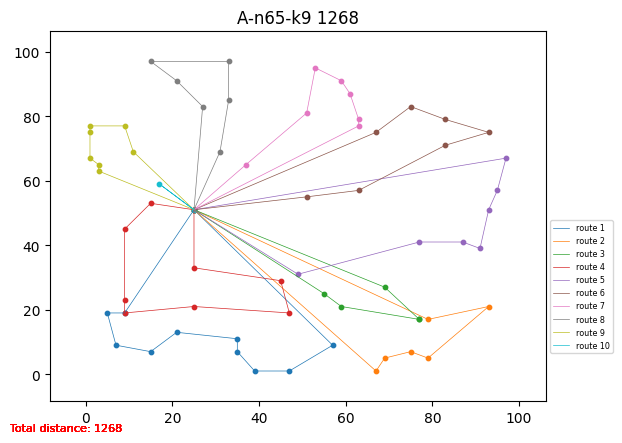 A-n65-k9 1268
100
80
60
40
20
0
0 20 40 60 80 100
route 1
route 2
route 3
route 4
route 5
route 6
route 7
route 8
route 9
route 10
Total distance: 1268